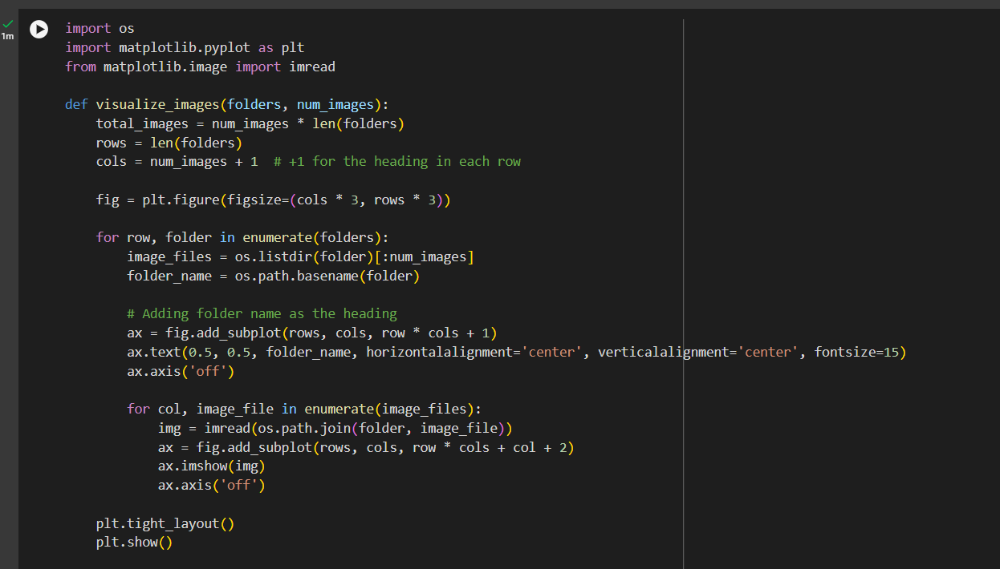 1m
import os
import matplotlib.pyplot as plt
from matplotlib.image import imread
def visualize_images(folders, num_images):
    total_images = num_images * len(folders)
    rows = len(folders)
    cols = num_images + 1  # +1 for the heading in each row
    fig = plt.figure(figsize=(cols * 3, rows * 3))
    for row, folder in enumerate(folders):
        image_files = os.listdir(folder)[:num_images]
        folder_name = os.path.basename(folder)
        # Adding folder name as the heading
        ax = fig.add_subplot(rows, cols, row * cols + 1)
        ax.text(0.5, 0.5, folder_name, horizontalalignment='center', verticalalignment='center', fontsize=15)
        ax.axis('off')
        for col, image_file in enumerate(image_files):
            img = imread(os.path.join(folder, image_file))
            ax = fig.add_subplot(rows, cols, row * cols + col + 2)
            ax.imshow(img)
            ax.axis('off')
    plt.tight_layout()
    plt.show()